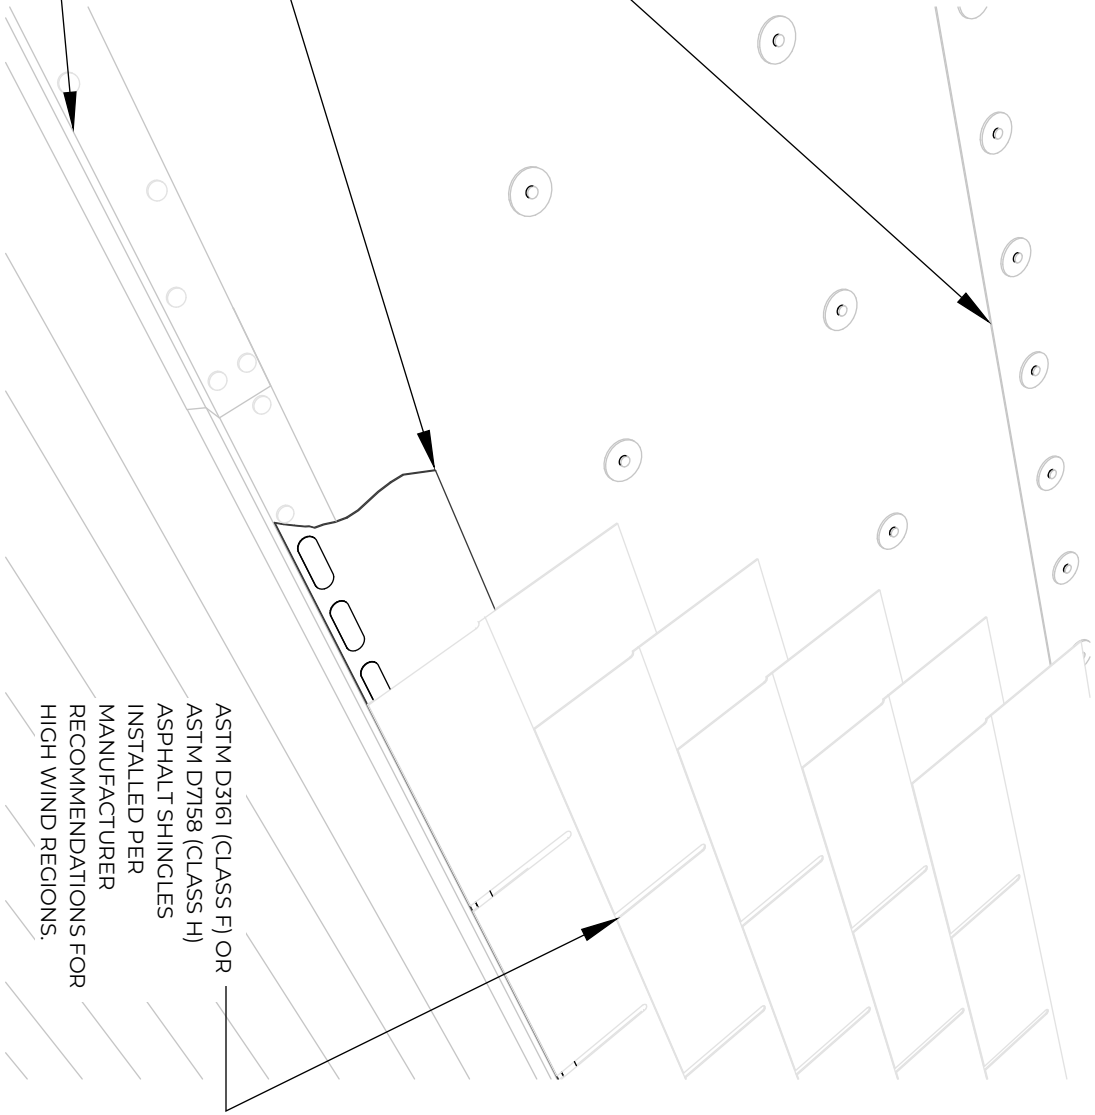 ASTM D3161 (CLASS F) OR
ASTM D7158 (CLASS H)
ASPHALT SHINGLES
INSTALLED PER
MANUFACTURER
RECOMMENDATIONS FOR
HIGH WIND REGIONS.